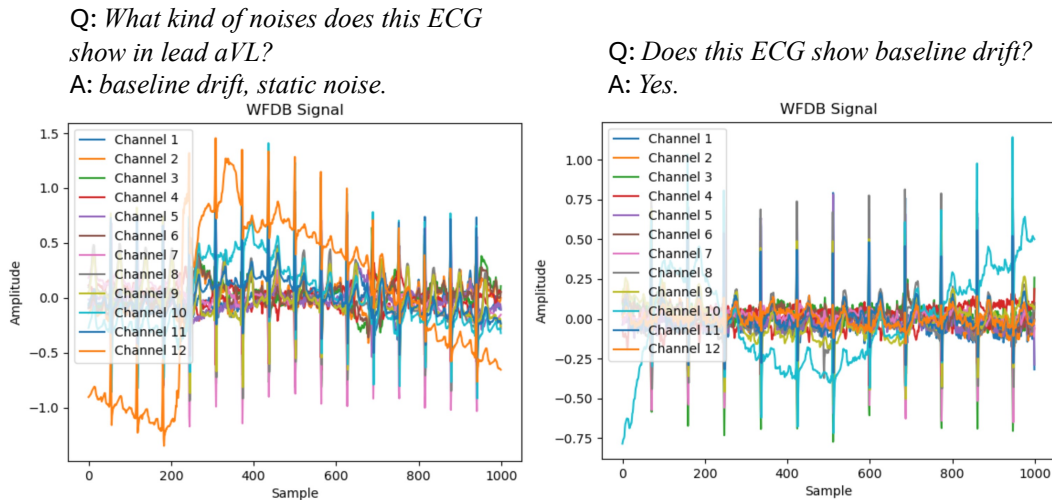 Q: What kind of noises does this ECG
show in lead aVL?
A: baseline drift, static noise.
WFDB Signal
Amplitude
1.5
1.0
0.5
0.0
−0.5
−1.0
Channel 1
Channel 2
Channel 3
Channel 4
Channel 5
Channel 6
Channel 7
Channel 8
Channel 9
Channel 10
Channel 11
Channel 12
0 200 400 600 800 1000
Sample
Q: Does this ECG show baseline drift?
A: Yes.
WFDB Signal
Amplitude
1.00
0.75
0.50
0.25
0.00
−0.25
−0.50
−0.75
Channel 1
Channel 2
Channel 3
Channel 4
Channel 5
Channel 6
Channel 7
Channel 8
Channel 9
Channel 10
Channel 11
Channel 12
0 200 400 600 800 1000
Sample